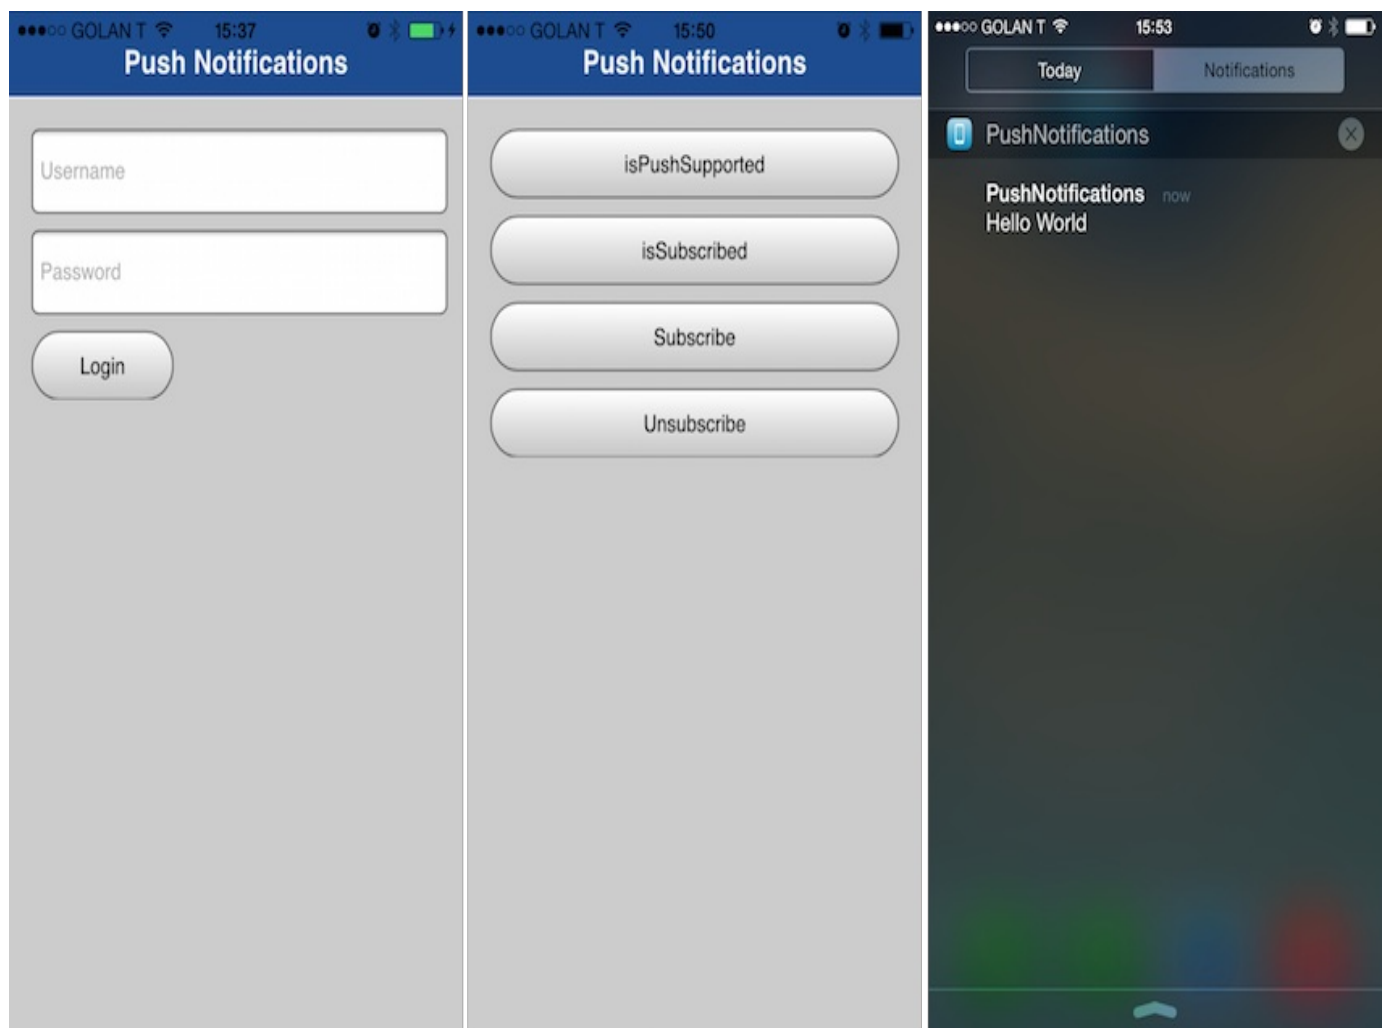 GOLAN T 15:37
Push Notifications
Username
Password
Login
GOLAN T 15:50
Push Notifications
isPushSupported
isSubscribed
Subscribe
Unsubscribe
GOLAN T 15:53
Today Notifications
PushNotifications
PushNotifications now
Hello World